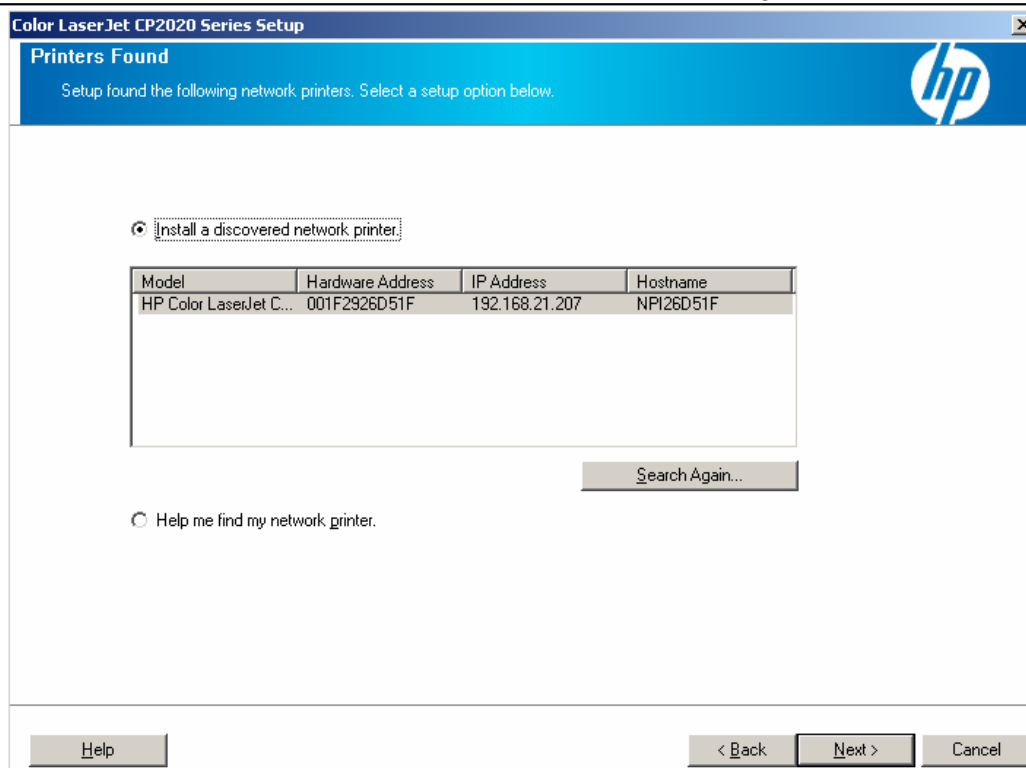 Color LaserJet CP2020 Series Setup
Printers Found
Setup found the following network printers. Select a setup option below.
hp
Install a discovered network printer.
Model Hardware Address IP Address Hostname
HP Color LaserJet C... 001F2926D51F 192.168.21.207 NPI26D51F
Search Again...
Help me find my network printer.
Help < Back Next > Cancel